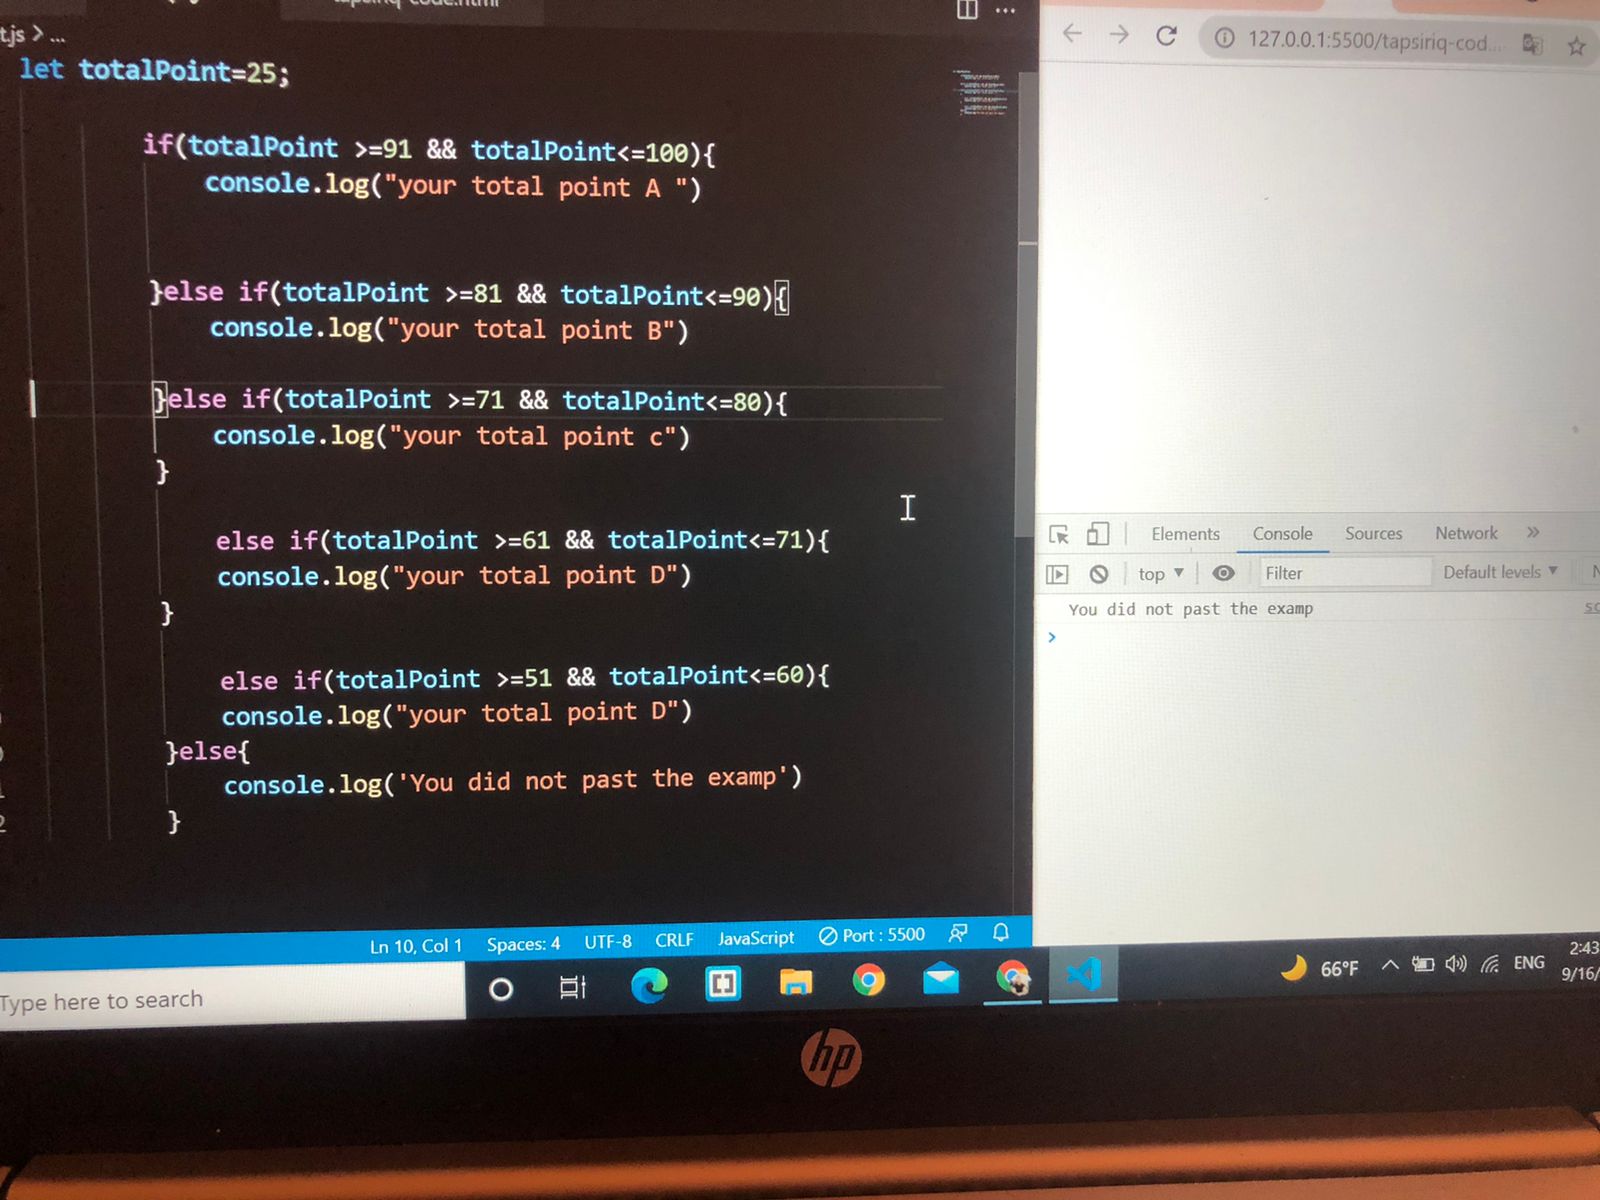 t.js > ...
let totalPoint=25;
if(totalPoint >=91 && totalPoint<=100){
console.log("your total point A ")
}else if(totalPoint >=81 && totalPoint<=90){
console.log("your total point B")
}else if(totalPoint >=71 && totalPoint<=80){
console.log("your total point c")
}
else if(totalPoint >=61 && totalPoint<=71){
console.log("your total point D")
}
else if(totalPoint >=51 && totalPoint<=60){
console.log("your total point D")
}else{
console.log('You did not past the examp')
}
Ln 10, Col 1 Spaces: 4 UTF-8 CRLF JavaScript Port : 5500
127.0.0.1:5500/tapsiriq-cod...
Elements Console Sources Network »
top Filter Default levels
You did not past the examp
>
Type here to search
66°F ENG
2:43
9/16/
hp